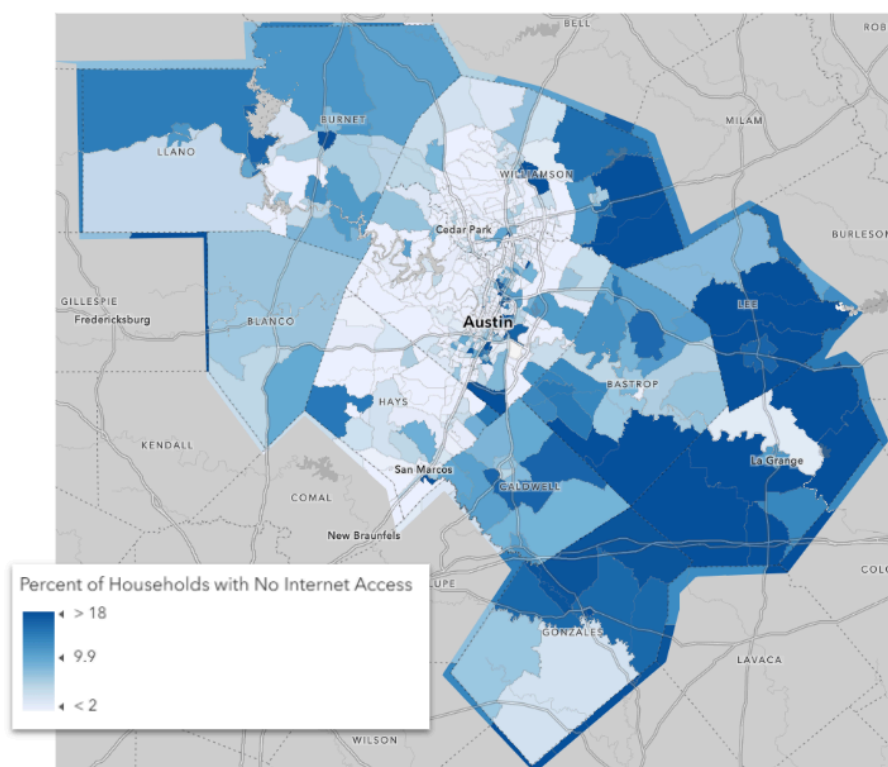 BELL
ROB
MILAM
BURNET
LLANO
WILLIAMSON
Cedar Park
BURLESON
GILLESPIE
Fredericksburg
BLANCO
Austin
LEE
BASTROP
HAYS
KENDALL
San Marcos
La Grange
COMAL
CALDWELL
New Braunfels
COLO
LUPE
GONZALES
LAVACA
WILSON
Percent of Households with No Internet Access
> 18
9.9
< 2